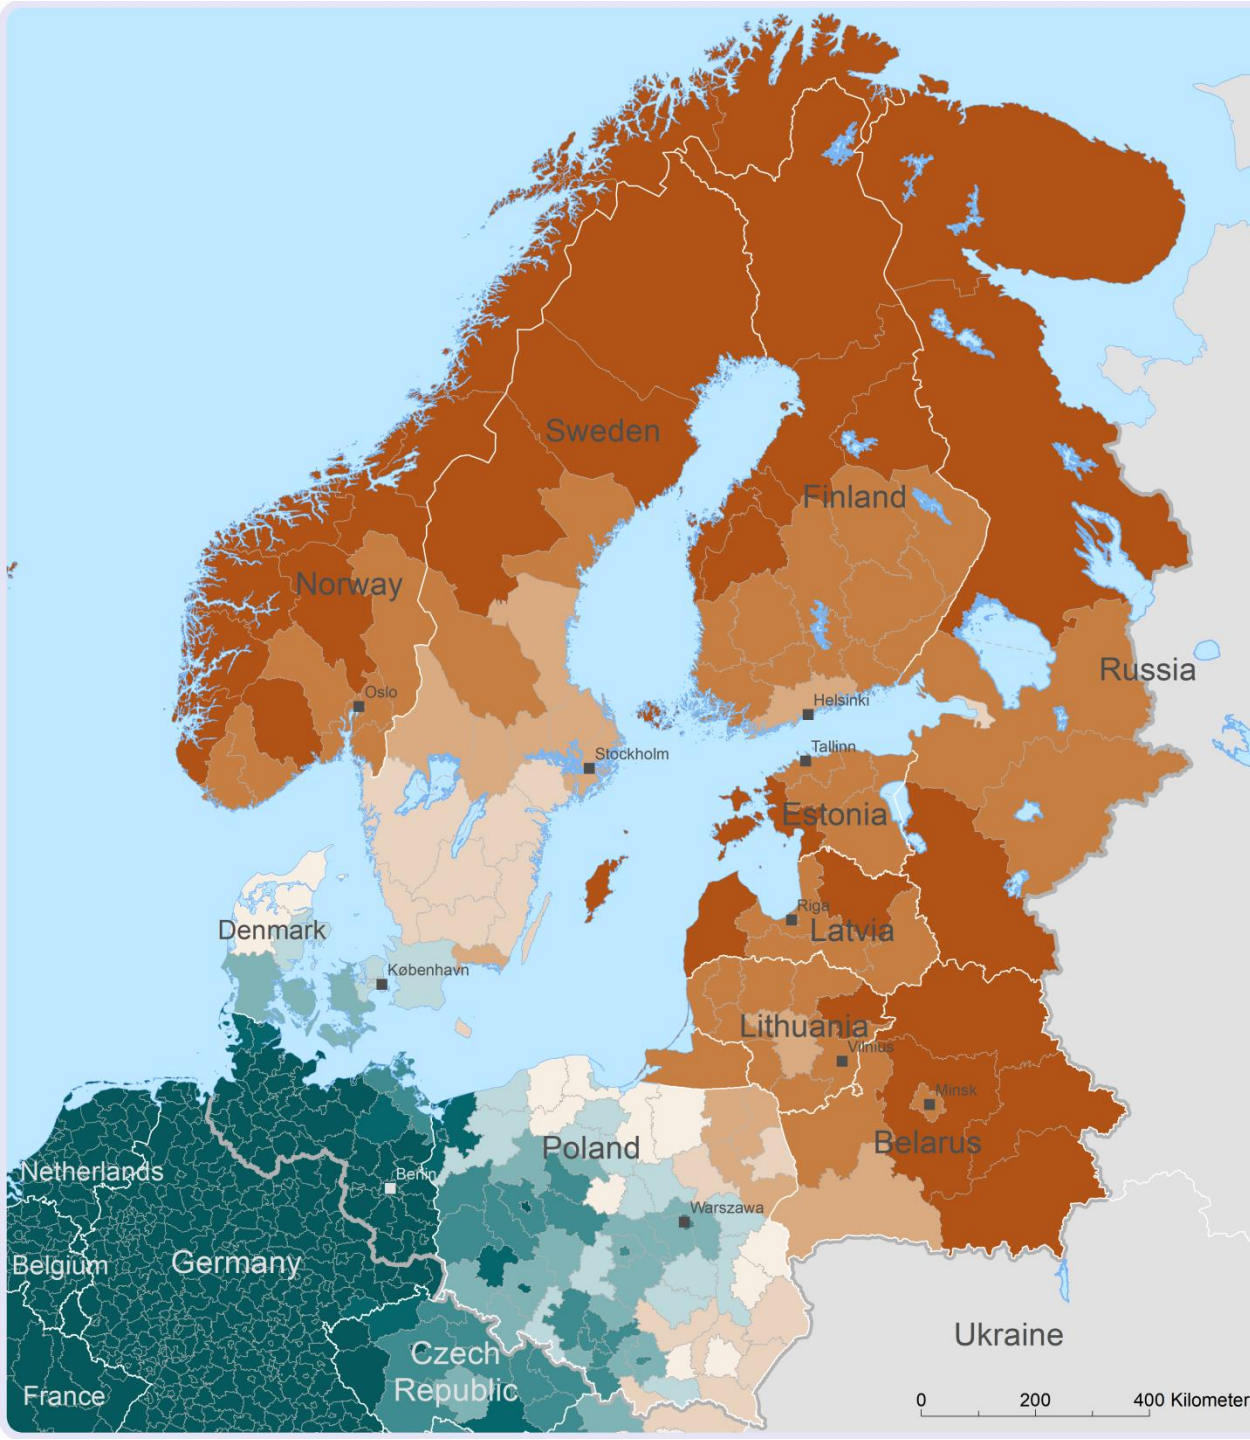 Sweden
Finland
Norway
Russia
Oslo
Helsinki
Stockholm
Tallinn
Estonia
Riga
Denmark
Latvia
København
Lithuania
Vilnius
Minsk
Poland
Belarus
Netherlands
Berlin
Warszawa
Belgium
Germany
Ukraine
Czech
Republic
France
0 200 400 Kilometer